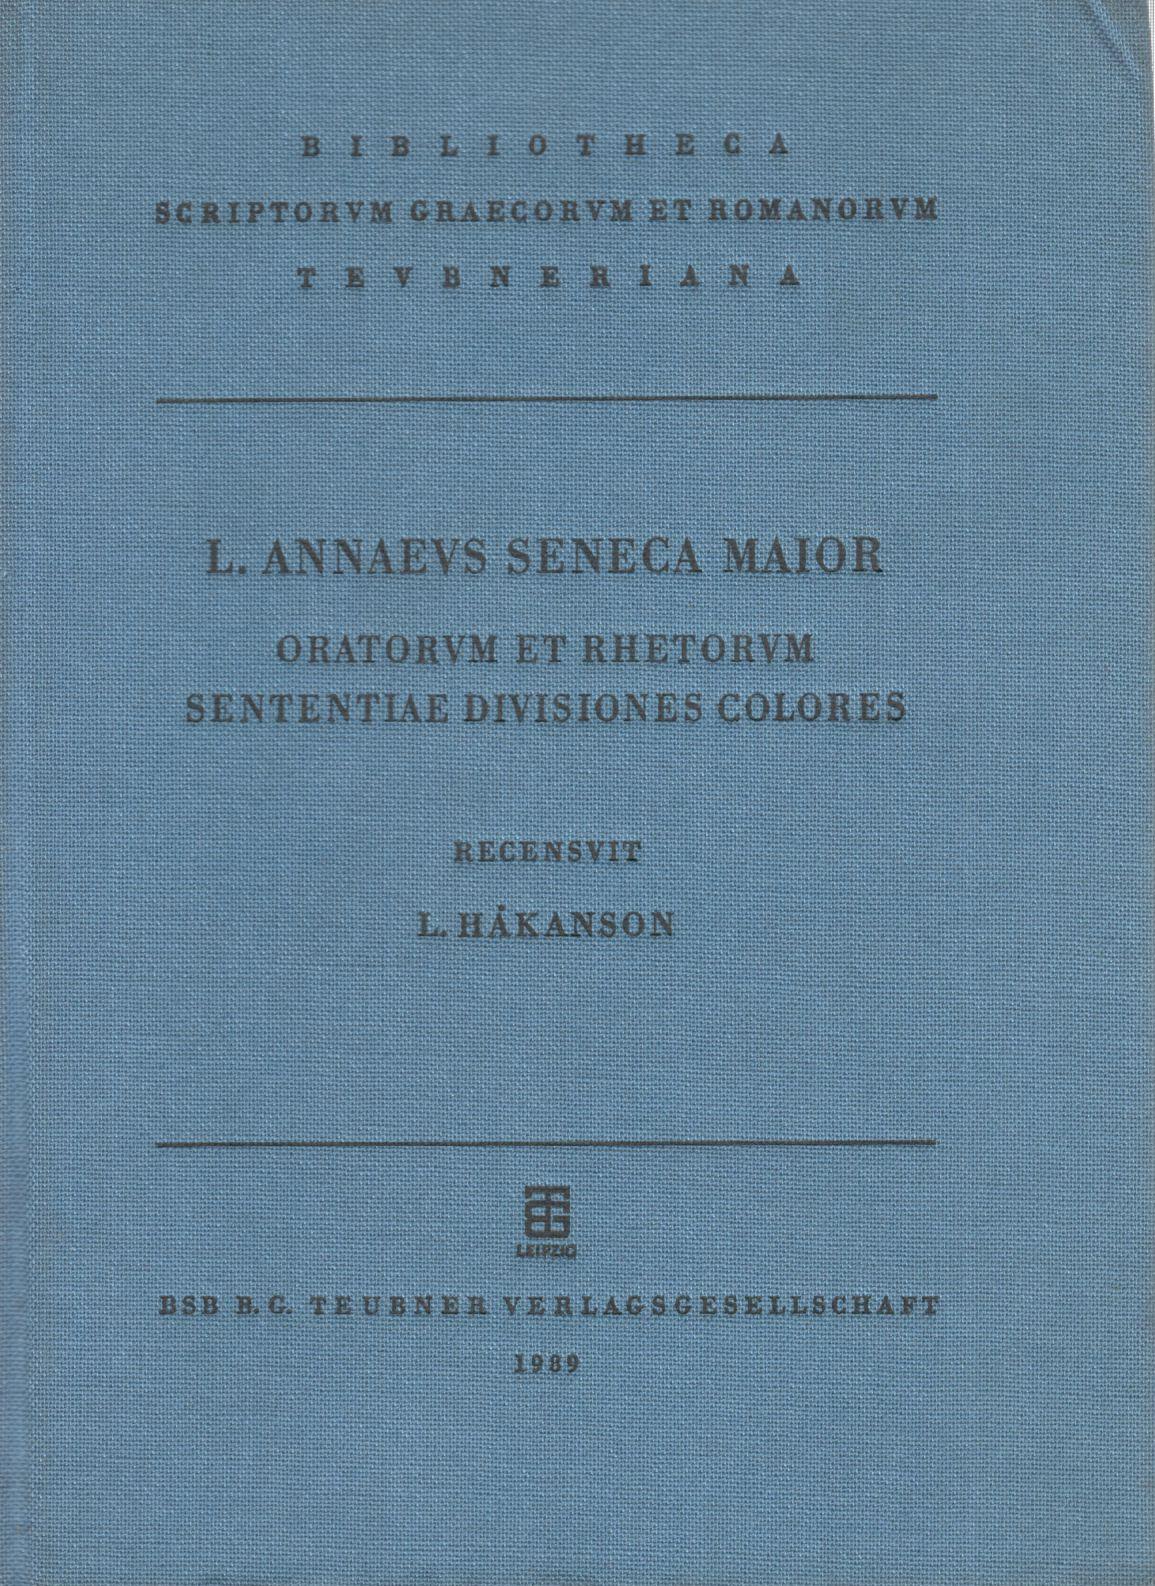 BIBLIOTHECA
SCRIPTORVM GRAECORVM ET ROMANORVM
TEVBNERIANA
L. ANNAEVS SENECA MAIOR
ORATORVM ET RHETORVM
SENTENTIAE DIVISIONES COLORES
RECENSVIT
L. HÅKANSON
BTG
LEIPZIG
BSB B. G. TEUBNER VERLAGSGESELLSCHAFT
1989